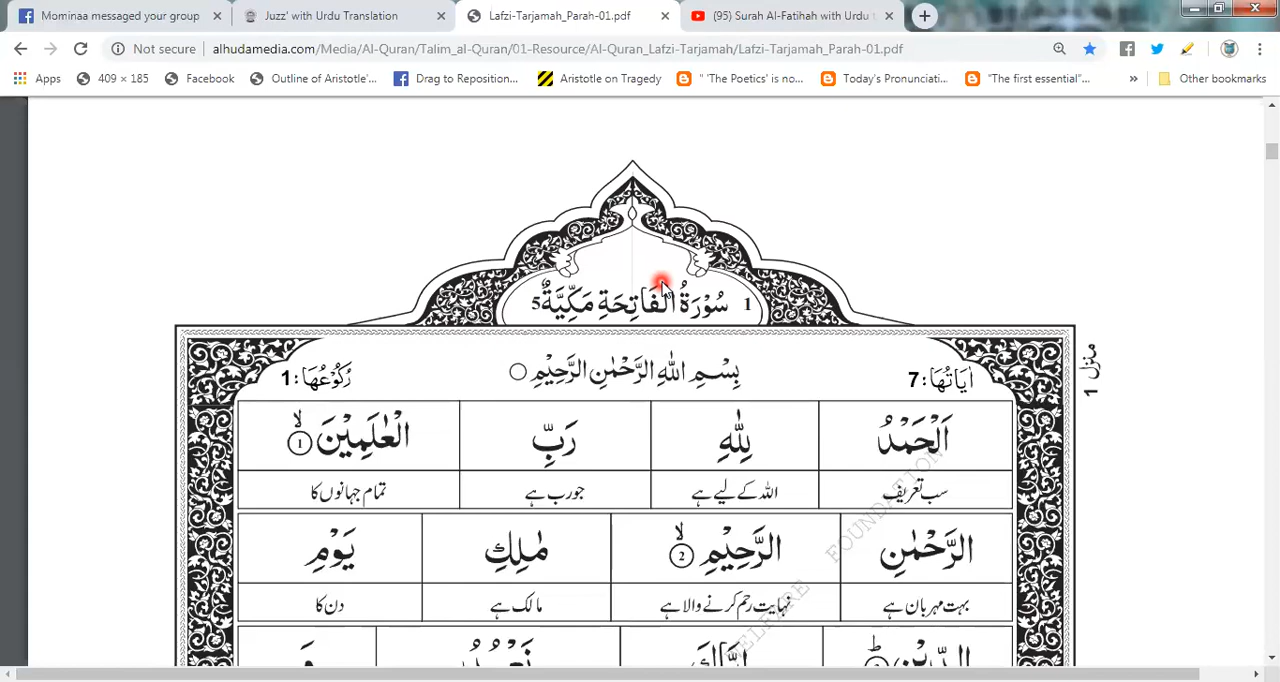 Mominaa messaged your group
Juzz' with Urdu Translation
Lafzi-Tarjamah_Parah-01.pdf
(95) Surah Al-Fatihah with Urdu
Not secure
alhudamedia.com/Media/Al-Quran/Talim_al-Quran/01-Resource/Al-Quran_Lafzi-Tarjamah/Lafzi-Tarjamah_Parah-01.pdf
Apps 409 × 185 Facebook Outline of Aristotle'... Drag to Reposition... Aristotle on Tragedy "'The Poetics' is no... Today's Pronunciati... "The first essential"... » Other bookmarks
1 سُوْرَةُ الْفَاتِحَةِ مَكِّيَّةٌ 5
منزل 1
اٰيَاتُهَا: 7 بِسْمِ اللّٰهِ الرَّحْمٰنِ الرَّحِيْمِ رُكُوْعُهَا: 1
اَلْحَمْدُ لِلّٰهِ رَبِّ الْعٰلَمِيْنَ 1
سب تعریف اللہ کے لیے ہے جو رب ہے تمام جہانوں کا
الرَّحْمٰنِ الرَّحِيْمِ 2 مٰلِكِ يَوْمِ
بہت مہربان ہے نہایت رحم کرنے والا ہے مالک ہے دن کا
الدِّيْنِ اِيَّاكَ نَعْبُدُ وَ
FOUNDATION